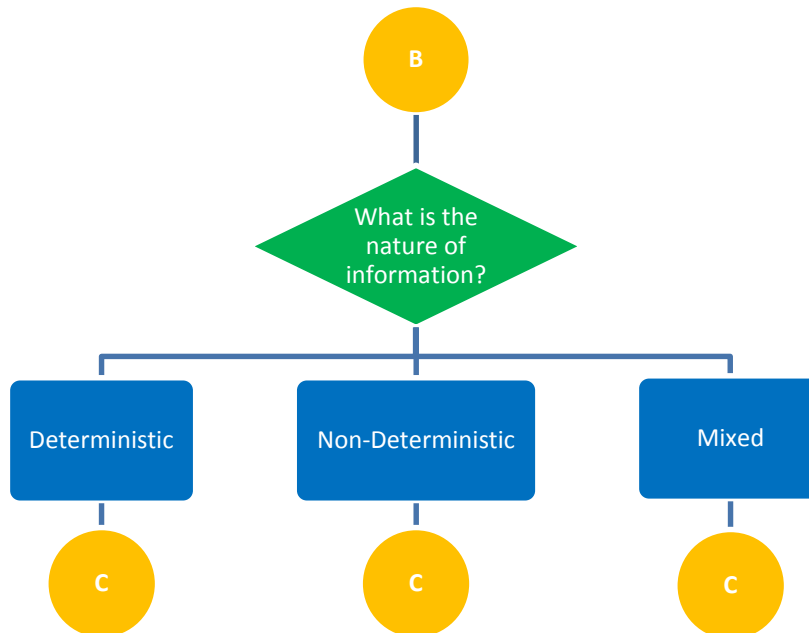 B
What is the
nature of
information?
Deterministic
Non-Deterministic
Mixed
C
C
C